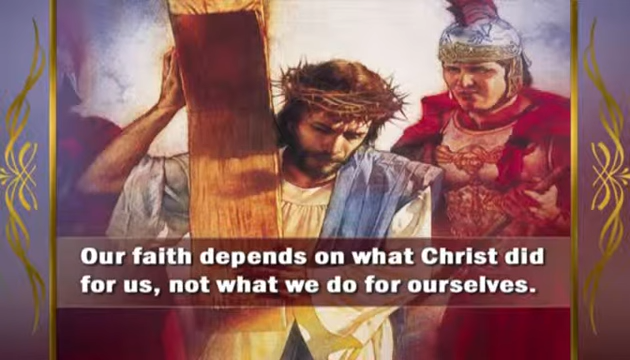 Our faith depends on what Christ did
for us, not what we do for ourselves.